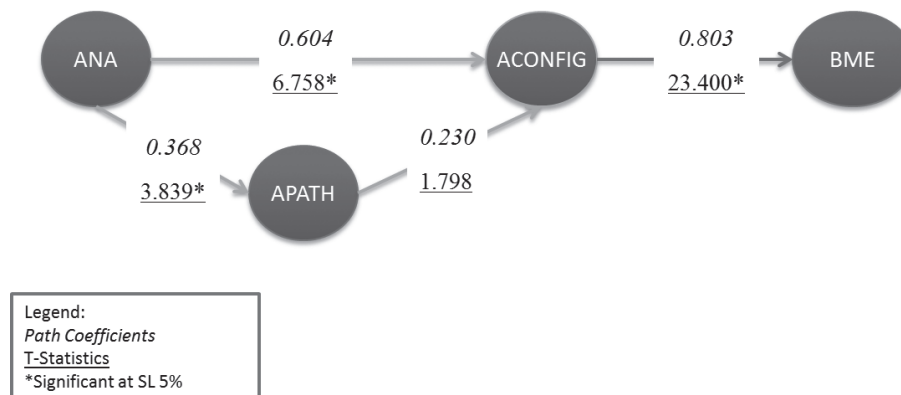 ANA
0.604
6.758*
ACONFIG
0.803
23.400*
BME
0.368
3.839*
APATH
0.230
1.798
Legend:
Path Coefficients
T-Statistics
*Significant at SL 5%